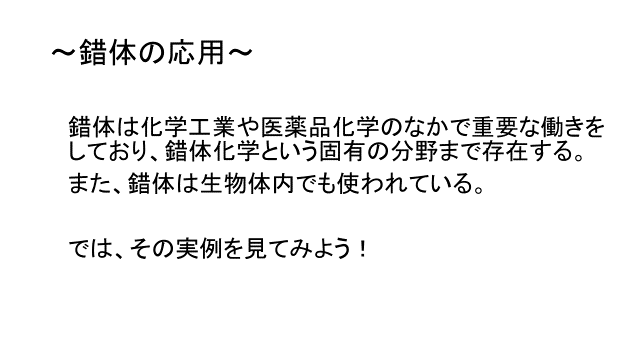 ～錯体の応用～
錯体は化学工業や医薬品化学のなかで重要な働きを
しており、錯体化学という固有の分野まで存在する。
また、錯体は生物体内でも使われている。
では、その実例を見てみよう！